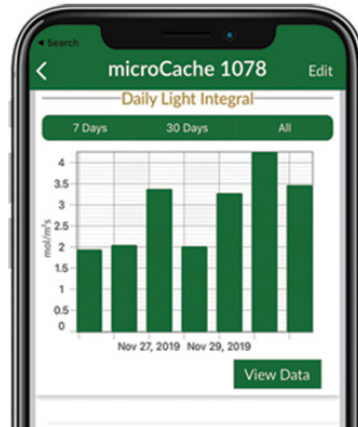 ◂ Search
microCache 1078 Edit
Daily Light Integral
7 Days 30 Days All
mol/m²s
4
3.5
3
2.5
2
1.5
1
0.5
0
Nov 27, 2019 Nov 29, 2019
View Data